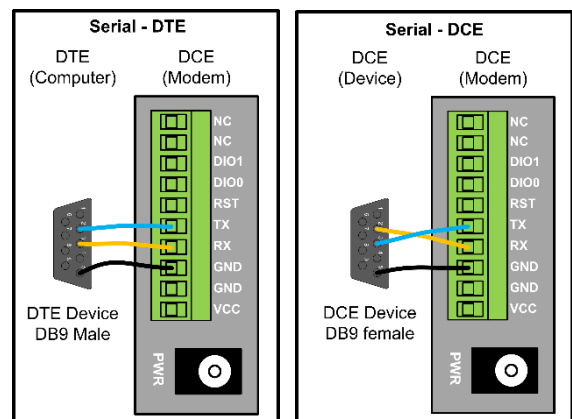 Serial - DTE
DTE
(Computer)
DCE
(Modem)
NC
NC
DIO1
DIO0
RST
TX
RX
GND
GND
VCC
DTE Device
DB9 Male
PWR
Serial - DCE
DCE
(Device)
DCE
(Modem)
NC
NC
DIO1
DIO0
RST
TX
RX
GND
GND
VCC
DCE Device
DB9 female
PWR